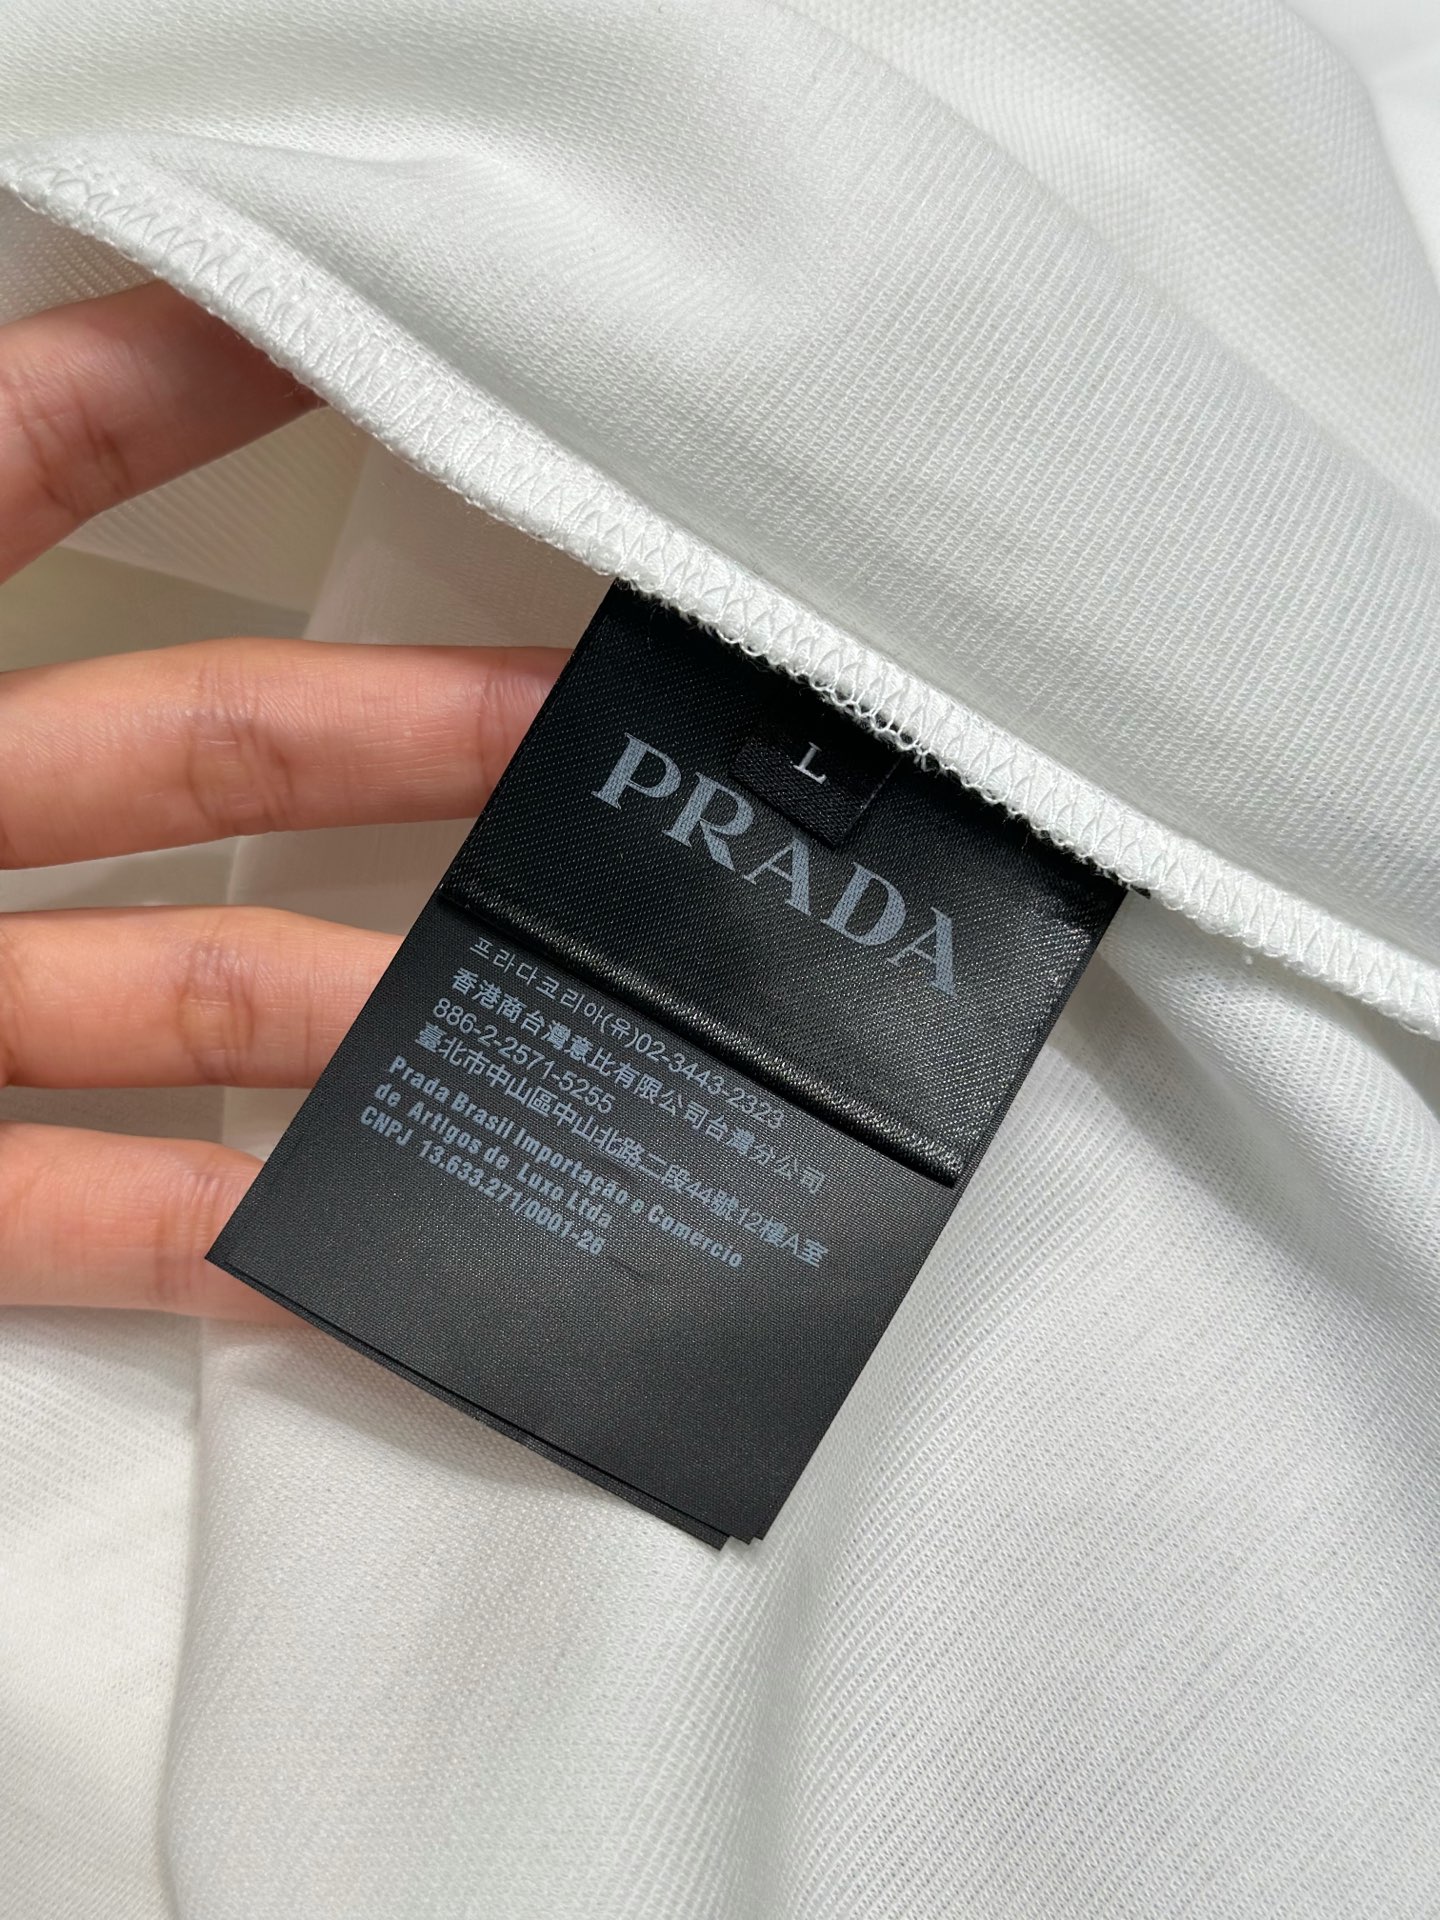 L
PRADA
프라다코리아(유)02-3443-2323
香港商台灣意比有限公司台灣分公司
886-2-2571-5255
臺北市中山區中山北路二段44號12樓A室
Prada Brasil Importação e Comércio
de Artigos de Luxo Ltda
CNPJ 13.633.271/0001-26